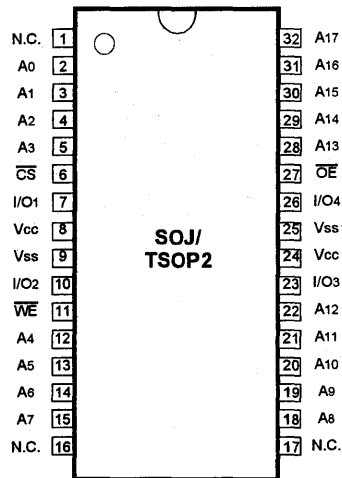 N.C. 1 32 A17
A0 2 31 A16
A1 3 30 A15
A2 4 29 A14
A3 5 28 A13
CS 6 27 OE
I/O1 7 26 I/O4
Vcc 8 25 Vss
Vss 9 24 Vcc
I/O2 10 23 I/O3
WE 11 22 A12
A4 12 21 A11
A5 13 20 A10
A6 14 19 A9
A7 15 18 A8
N.C. 16 17 N.C.
SOJ/
TSOP2